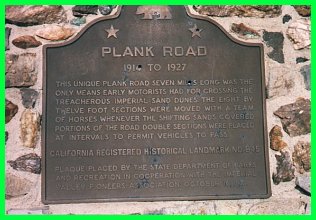 PLANK ROAD
TO 1927
THIS UNIQUE PLANK ROAD SEVEN MILES LONG WAS THE
ONLY MEANS EARLY MOTORISTS HAD FOR CROSSING THE
TREACHEROUS IMPERIAL SAND DUNES THE EIGHT BY
TWELVE FOOT SECTIONS WERE MOVED WITH A TEAM
OF HORSES WHENEVER THE SHIFTING SANDS COVERED
PORTIONS OF THE ROAD DOUBLE SECTIONS WERE PLACED
AT INTERVALS TO PERMIT VEHICLES TO PASS
CALIFORNIA REGISTERED HISTORICAL LANDMARK NO.
PLAQUE PLACED BY THE STATE DEPARTMENT OF PARKS
AND RECREATION IN COOPERATION WITH THE IMPERIAL
VALLEY PIONEERS ASSOCIATION, OCTOBER